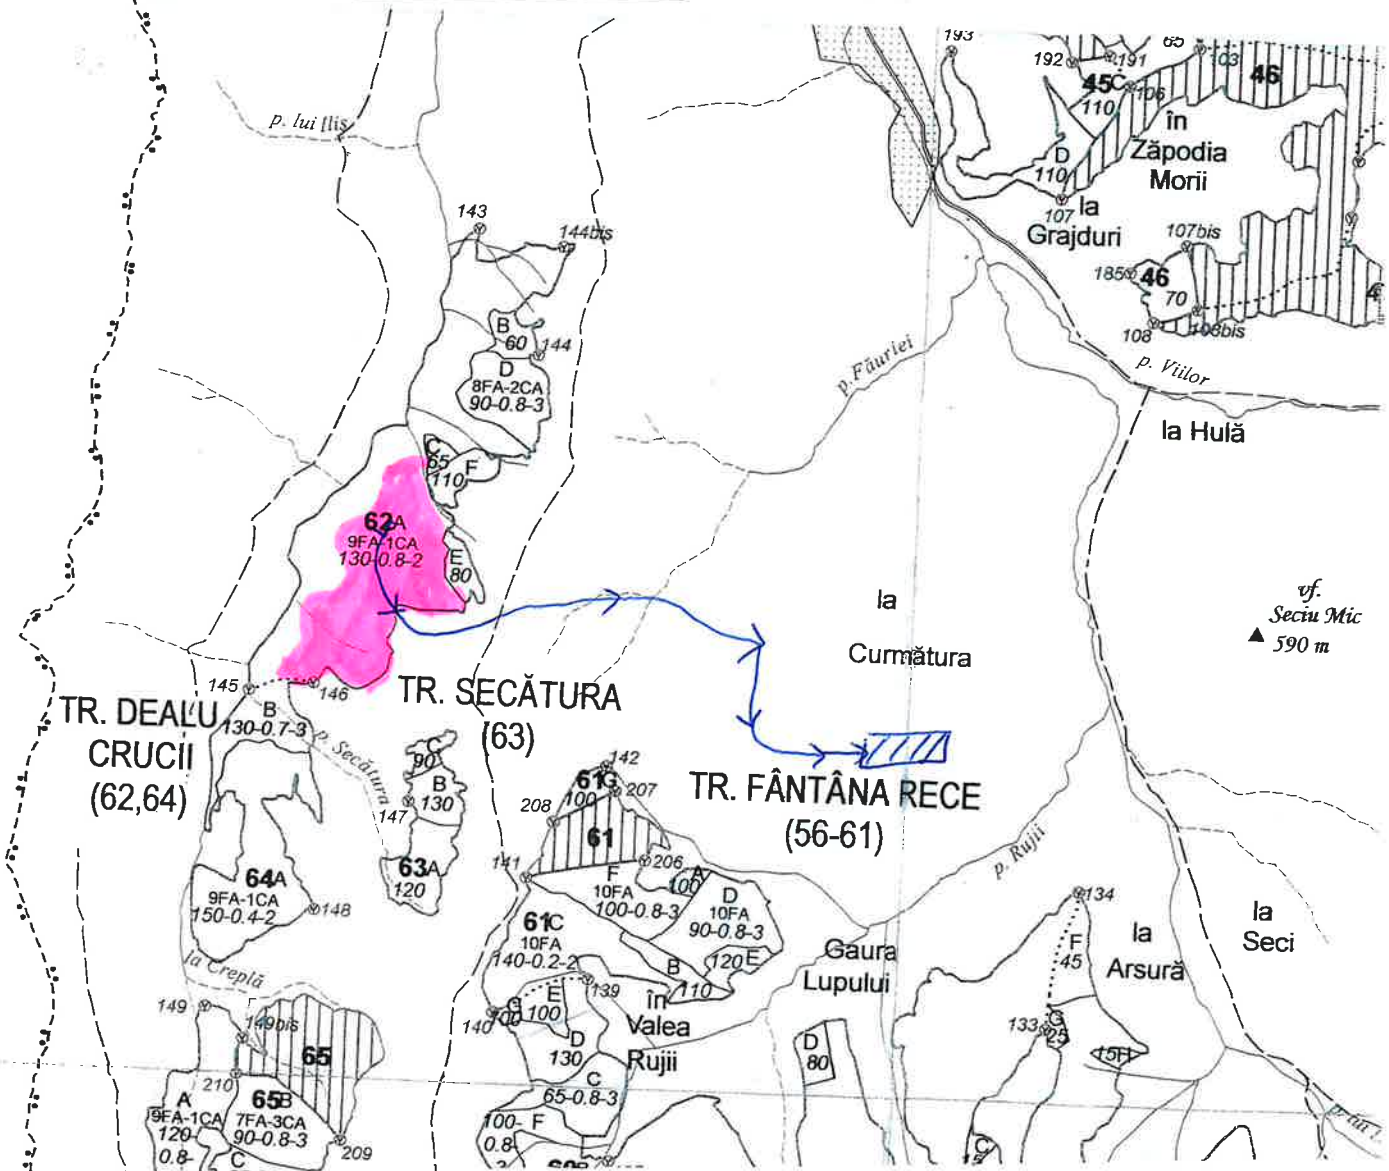 193
192
191
65
103
46
45
C
106
110
p. lui Ilis
în
Zăpodia
Morii
D
110
107
la
Grajduri
143
144bis
107bis
185
46
70
108
108bis
B
60
144
D
8FA-2CA
90-0.8-3
p. Făuriei
p. Viilor
la Hulă
C
65
F
110
62A
9FA-1CA
130-0.8-2
E
80
la
Curmătura
vf.
Seciu Mic
590 m
145
146
TR. SECĂTURA
(63)
TR. DEALU
CRUCII
(62,64)
B
130-0.7-3
p. Secătura
C
90
B
130
147
63A
120
142
61G
100
207
208
61
TR. FÂNTÂNA RECE
(56-61)
206
141
F
10FA
100-0.8-3
A
100
D
10FA
90-0.8-3
p. Rujii
134
64A
9FA-1CA
150-0.4-2
148
61C
10FA
140-0.2-2
B
110
120 E
Gaura
Lupului
F
45
la
Arsură
la
Seci
la Creplă
149
149bis
65
139
140
G
100
E
100
în
Valea
Rujii
D
130
D
80
133
G
25
15H
210
65B
7FA-3CA
90-0.8-3
A
9FA-1CA
120-
0.8-
C
209
C
65-0.8-3
100-
0.8-
F
C